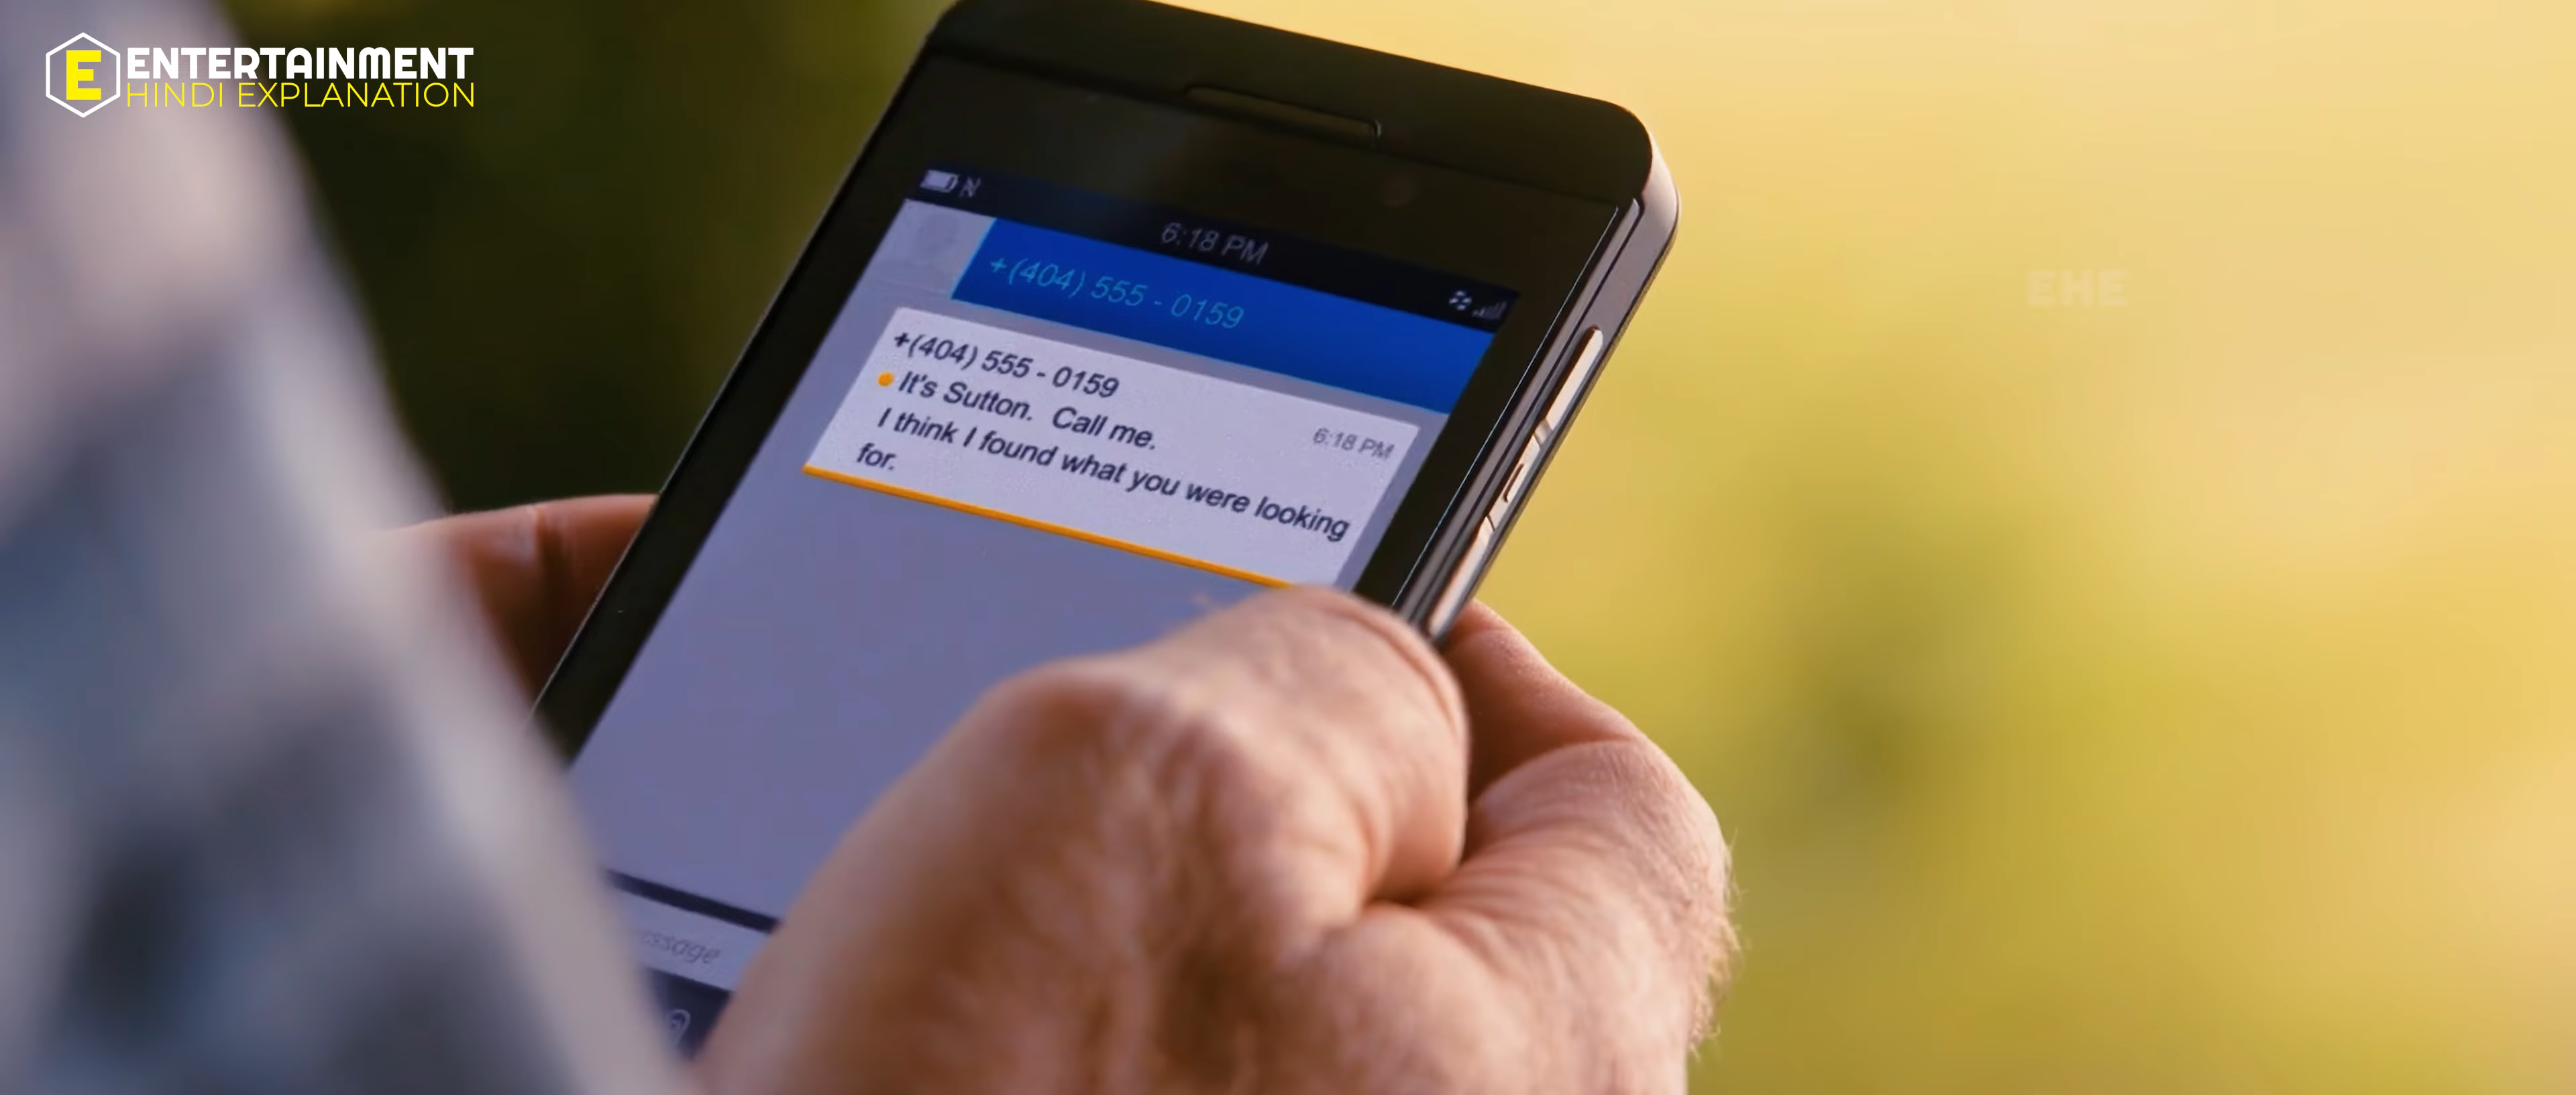 ENTERTAINMENT
HINDI EXPLANATION
EHE
6:18 PM
+(404) 555 - 0159
+(404) 555 - 0159
It's Sutton. Call me.
6:18 PM
I think I found what you were looking
for.